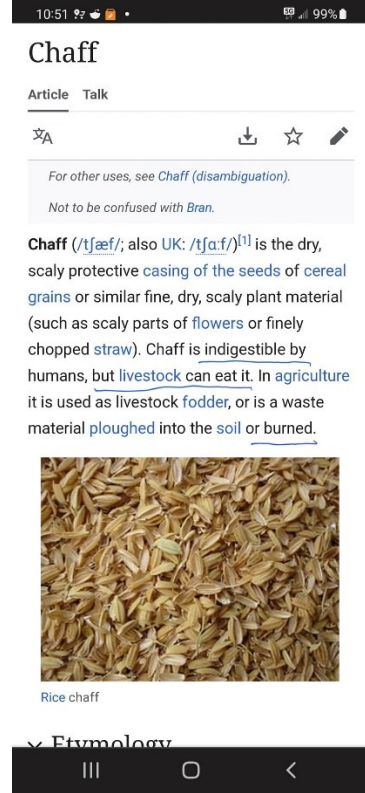 10:51 5G 99%
Chaff
Article Talk
文A
For other uses, see Chaff (disambiguation).
Not to be confused with Bran.
Chaff (/tʃæf/; also UK: /tʃɑːf/)[1] is the dry,
scaly protective casing of the seeds of cereal
grains or similar fine, dry, scaly plant material
(such as scaly parts of flowers or finely
chopped straw). Chaff is indigestible by
humans, but livestock can eat it. In agriculture
it is used as livestock fodder, or is a waste
material ploughed into the soil or burned.
Rice chaff
Etymology